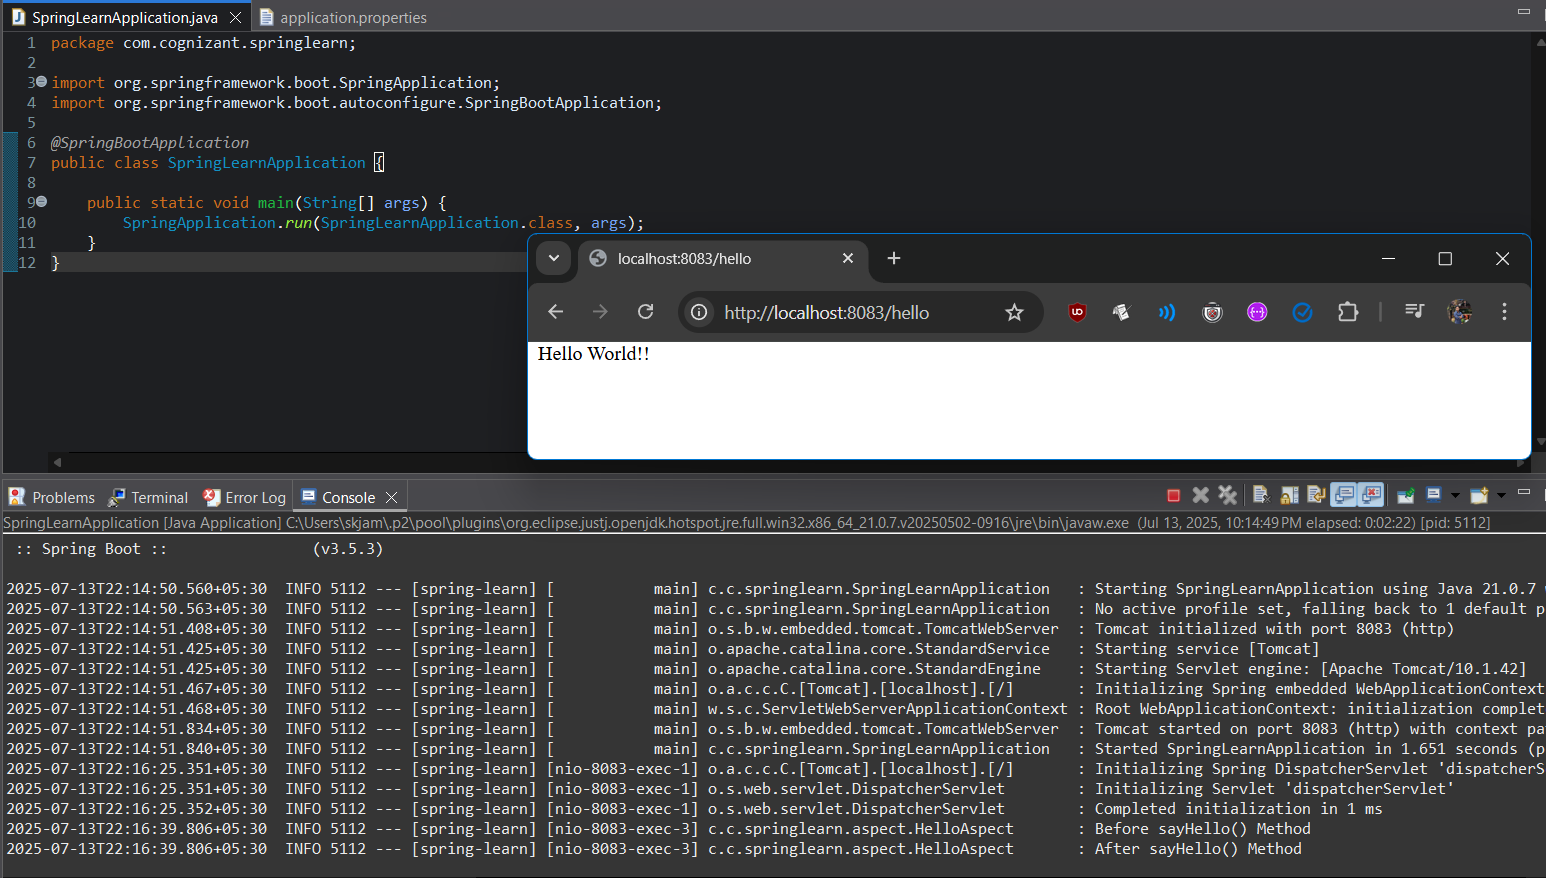 SpringLearnApplication.java
application.properties
1 package com.cognizant.springlearn;
2
3 import org.springframework.boot.SpringApplication;
4 import org.springframework.boot.autoconfigure.SpringBootApplication;
5
6 @SpringBootApplication
7 public class SpringLearnApplication {
8
9 public static void main(String[] args) {
10 SpringApplication.run(SpringLearnApplication.class, args);
11 }
12 }
localhost:8083/hello
http://localhost:8083/hello
Hello World!!
Problems Terminal Error Log Console
SpringLearnApplication [Java Application] C:\Users\skjam\.p2\pool\plugins\org.eclipse.justj.openjdk.hotspot.jre.full.win32.x86_64_21.0.7.v20250502-0916\jre\bin\javaw.exe (Jul 13, 2025, 10:14:49 PM elapsed: 0:02:22) [pid: 5112]
:: Spring Boot :: (v3.5.3)
2025-07-13T22:14:50.560+05:30 INFO 5112 --- [spring-learn] [ main] c.c.springlearn.SpringLearnApplication : Starting SpringLearnApplication using Java 21.0.7
2025-07-13T22:14:50.563+05:30 INFO 5112 --- [spring-learn] [ main] c.c.springlearn.SpringLearnApplication : No active profile set, falling back to 1 default p
2025-07-13T22:14:51.408+05:30 INFO 5112 --- [spring-learn] [ main] o.s.b.w.embedded.tomcat.TomcatWebServer : Tomcat initialized with port 8083 (http)
2025-07-13T22:14:51.425+05:30 INFO 5112 --- [spring-learn] [ main] o.apache.catalina.core.StandardService : Starting service [Tomcat]
2025-07-13T22:14:51.425+05:30 INFO 5112 --- [spring-learn] [ main] o.apache.catalina.core.StandardEngine : Starting Servlet engine: [Apache Tomcat/10.1.42]
2025-07-13T22:14:51.467+05:30 INFO 5112 --- [spring-learn] [ main] o.a.c.c.C.[Tomcat].[localhost].[/] : Initializing Spring embedded WebApplicationContext
2025-07-13T22:14:51.468+05:30 INFO 5112 --- [spring-learn] [ main] w.s.c.ServletWebServerApplicationContext : Root WebApplicationContext: initialization complet
2025-07-13T22:14:51.834+05:30 INFO 5112 --- [spring-learn] [ main] o.s.b.w.embedded.tomcat.TomcatWebServer : Tomcat started on port 8083 (http) with context pa
2025-07-13T22:14:51.840+05:30 INFO 5112 --- [spring-learn] [ main] c.c.springlearn.SpringLearnApplication : Started SpringLearnApplication in 1.651 seconds (p
2025-07-13T22:16:25.351+05:30 INFO 5112 --- [spring-learn] [nio-8083-exec-1] o.a.c.c.C.[Tomcat].[localhost].[/] : Initializing Spring DispatcherServlet 'dispatcherS
2025-07-13T22:16:25.351+05:30 INFO 5112 --- [spring-learn] [nio-8083-exec-1] o.s.web.servlet.DispatcherServlet : Initializing Servlet 'dispatcherServlet'
2025-07-13T22:16:25.352+05:30 INFO 5112 --- [spring-learn] [nio-8083-exec-1] o.s.web.servlet.DispatcherServlet : Completed initialization in 1 ms
2025-07-13T22:16:39.806+05:30 INFO 5112 --- [spring-learn] [nio-8083-exec-3] c.c.springlearn.aspect.HelloAspect : Before sayHello() Method
2025-07-13T22:16:39.806+05:30 INFO 5112 --- [spring-learn] [nio-8083-exec-3] c.c.springlearn.aspect.HelloAspect : After sayHello() Method